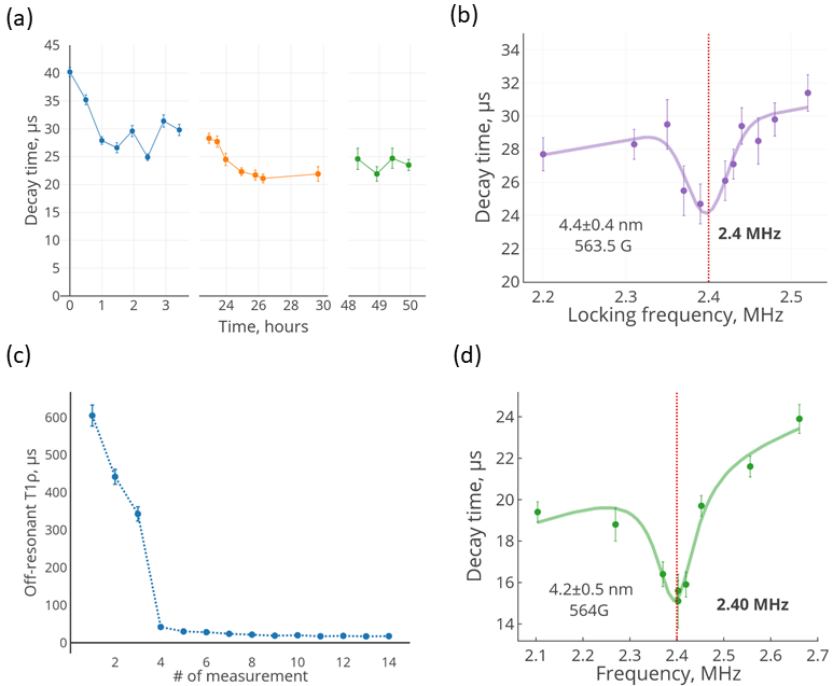 (a)
45
40
35
30
25
20
15
10
5
0
Decay time, μs
0 1 2 3 24 26 28 30 48 49 50
Time, hours
(b)
34
32
30
28
26
24
22
20
Decay time, μs
4.4±0.4 nm
563.5 G
2.4 MHz
2.2 2.3 2.4 2.5
Locking frequency, MHz
(c)
600
500
400
300
200
100
0
Off-resonant T1ρ, μs
2 4 6 8 10 12 14
# of measurement
(d)
24
22
20
18
16
14
Decay time, μs
4.2±0.5 nm
564G
2.40 MHz
2.1 2.2 2.3 2.4 2.5 2.6 2.7
Frequency, MHz